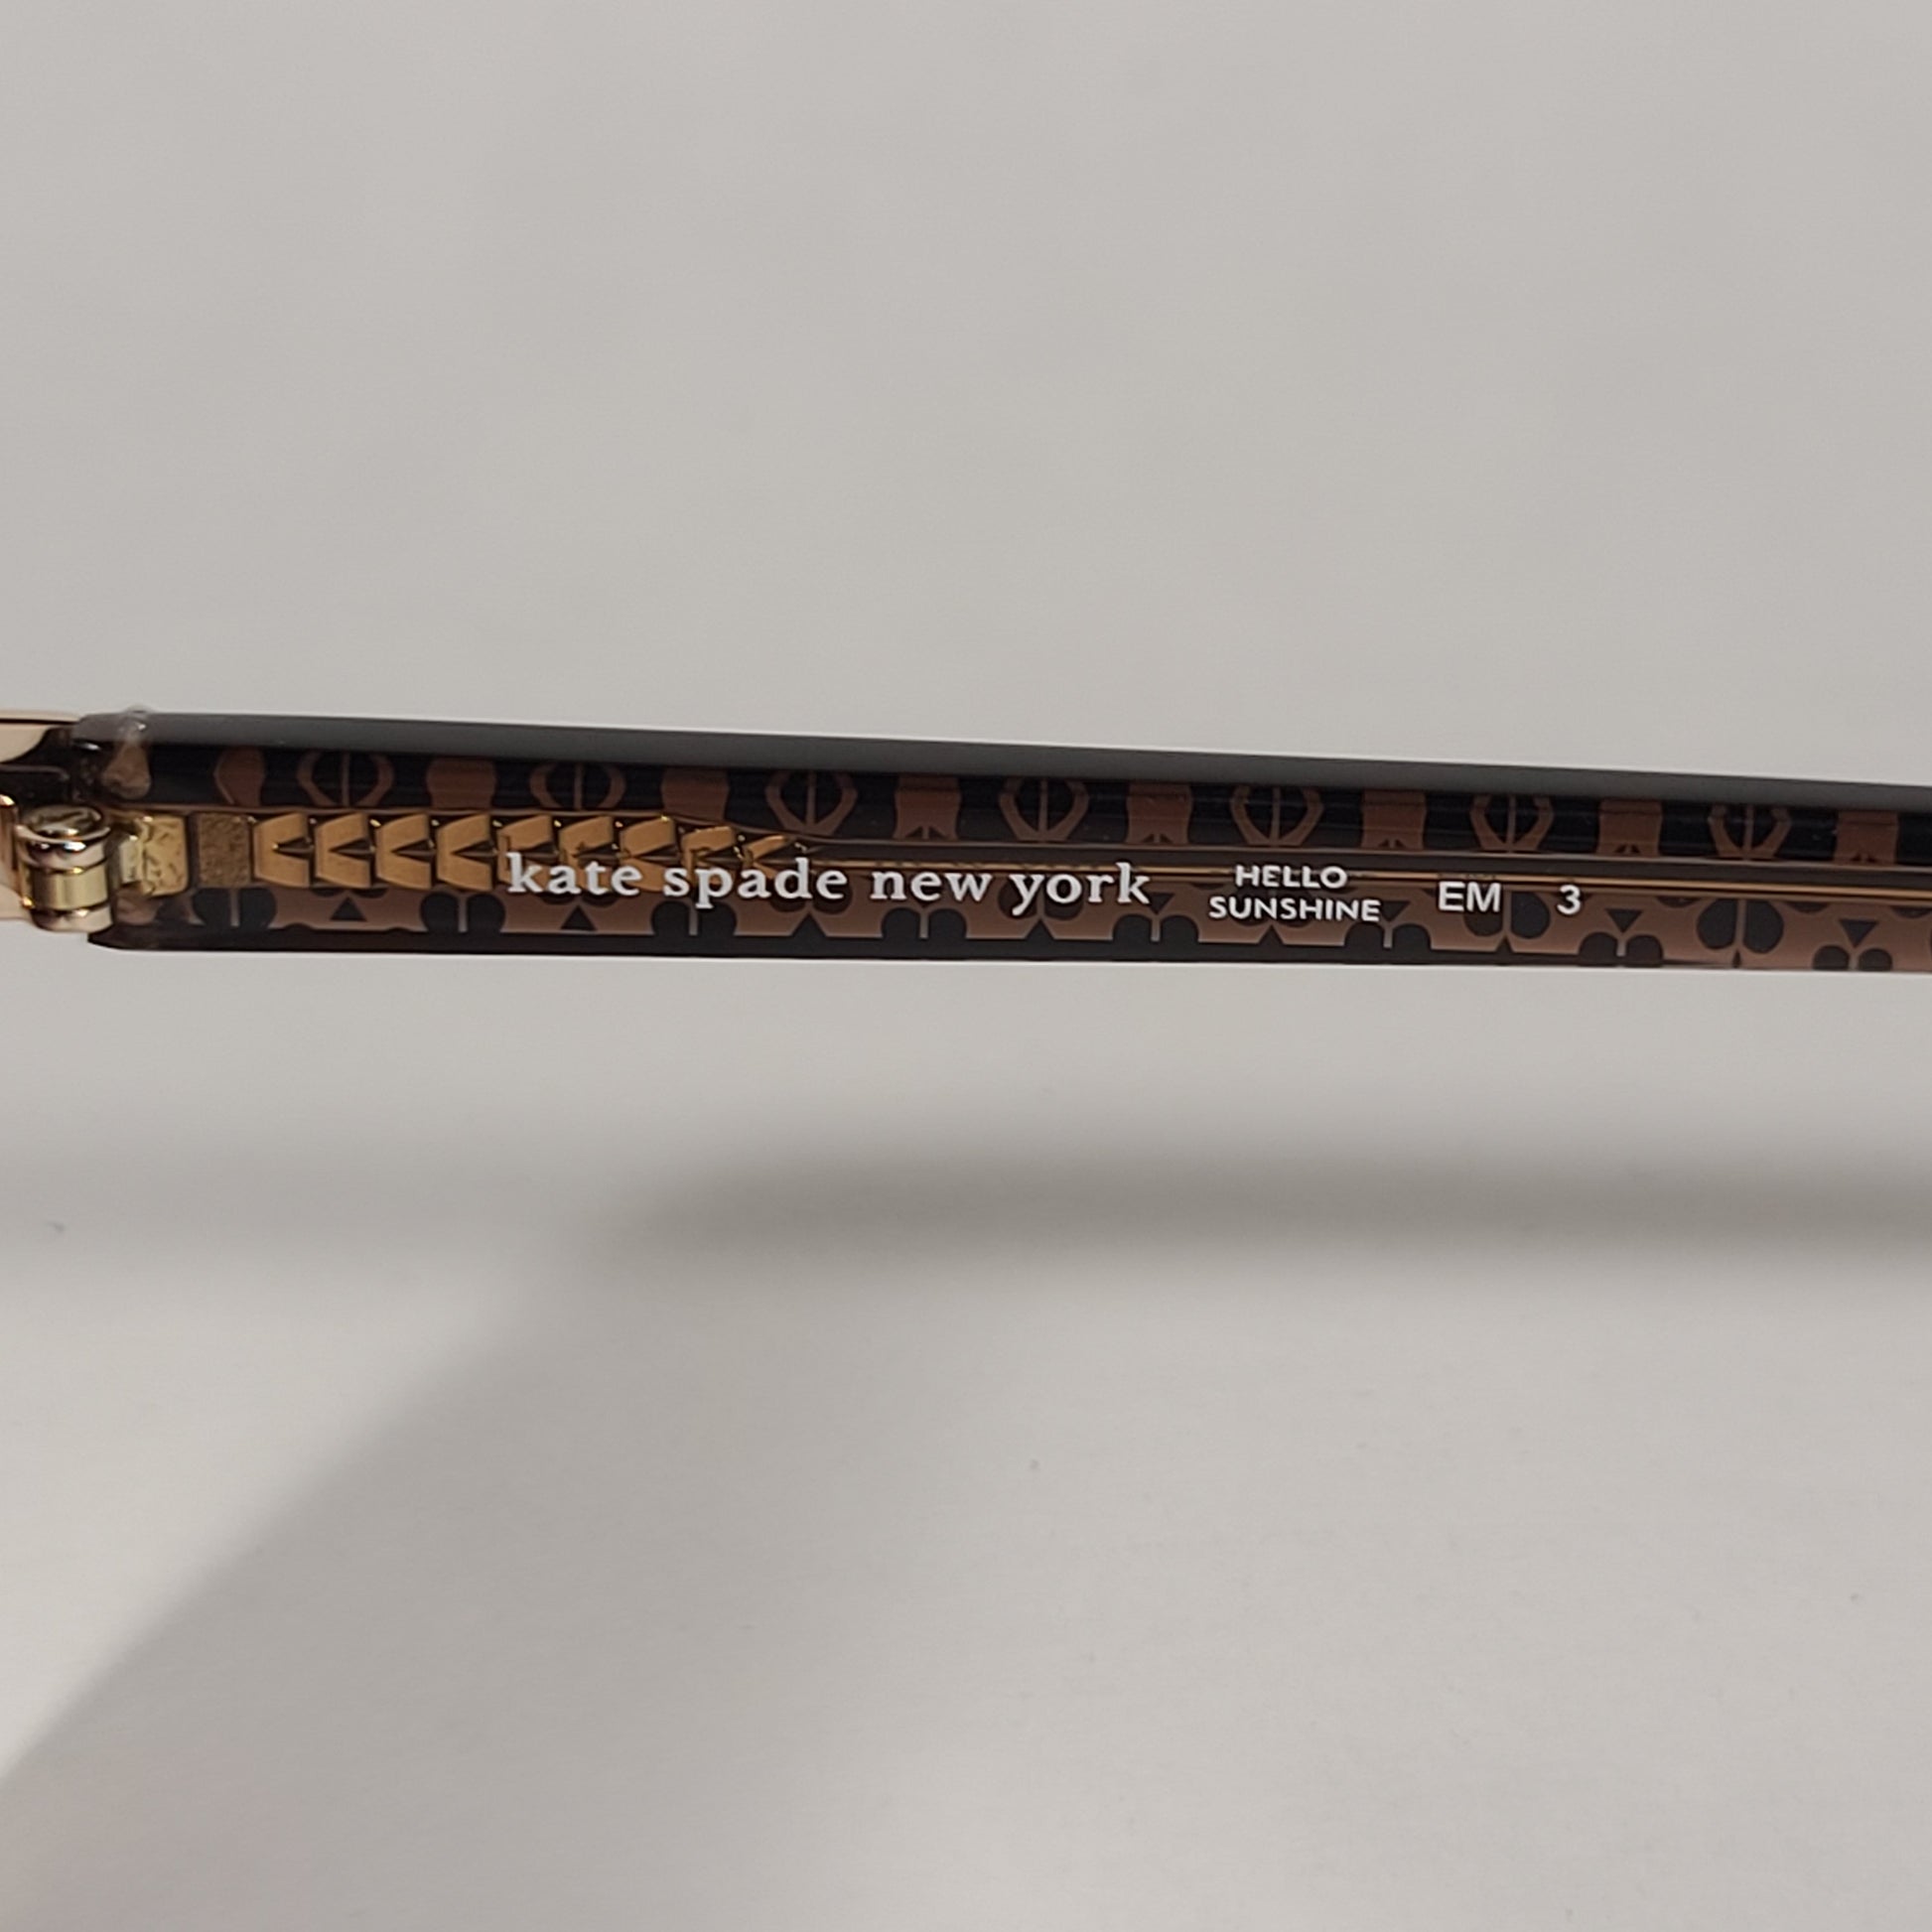 kate spade new york
HELLO
SUNSHINE
EM 3